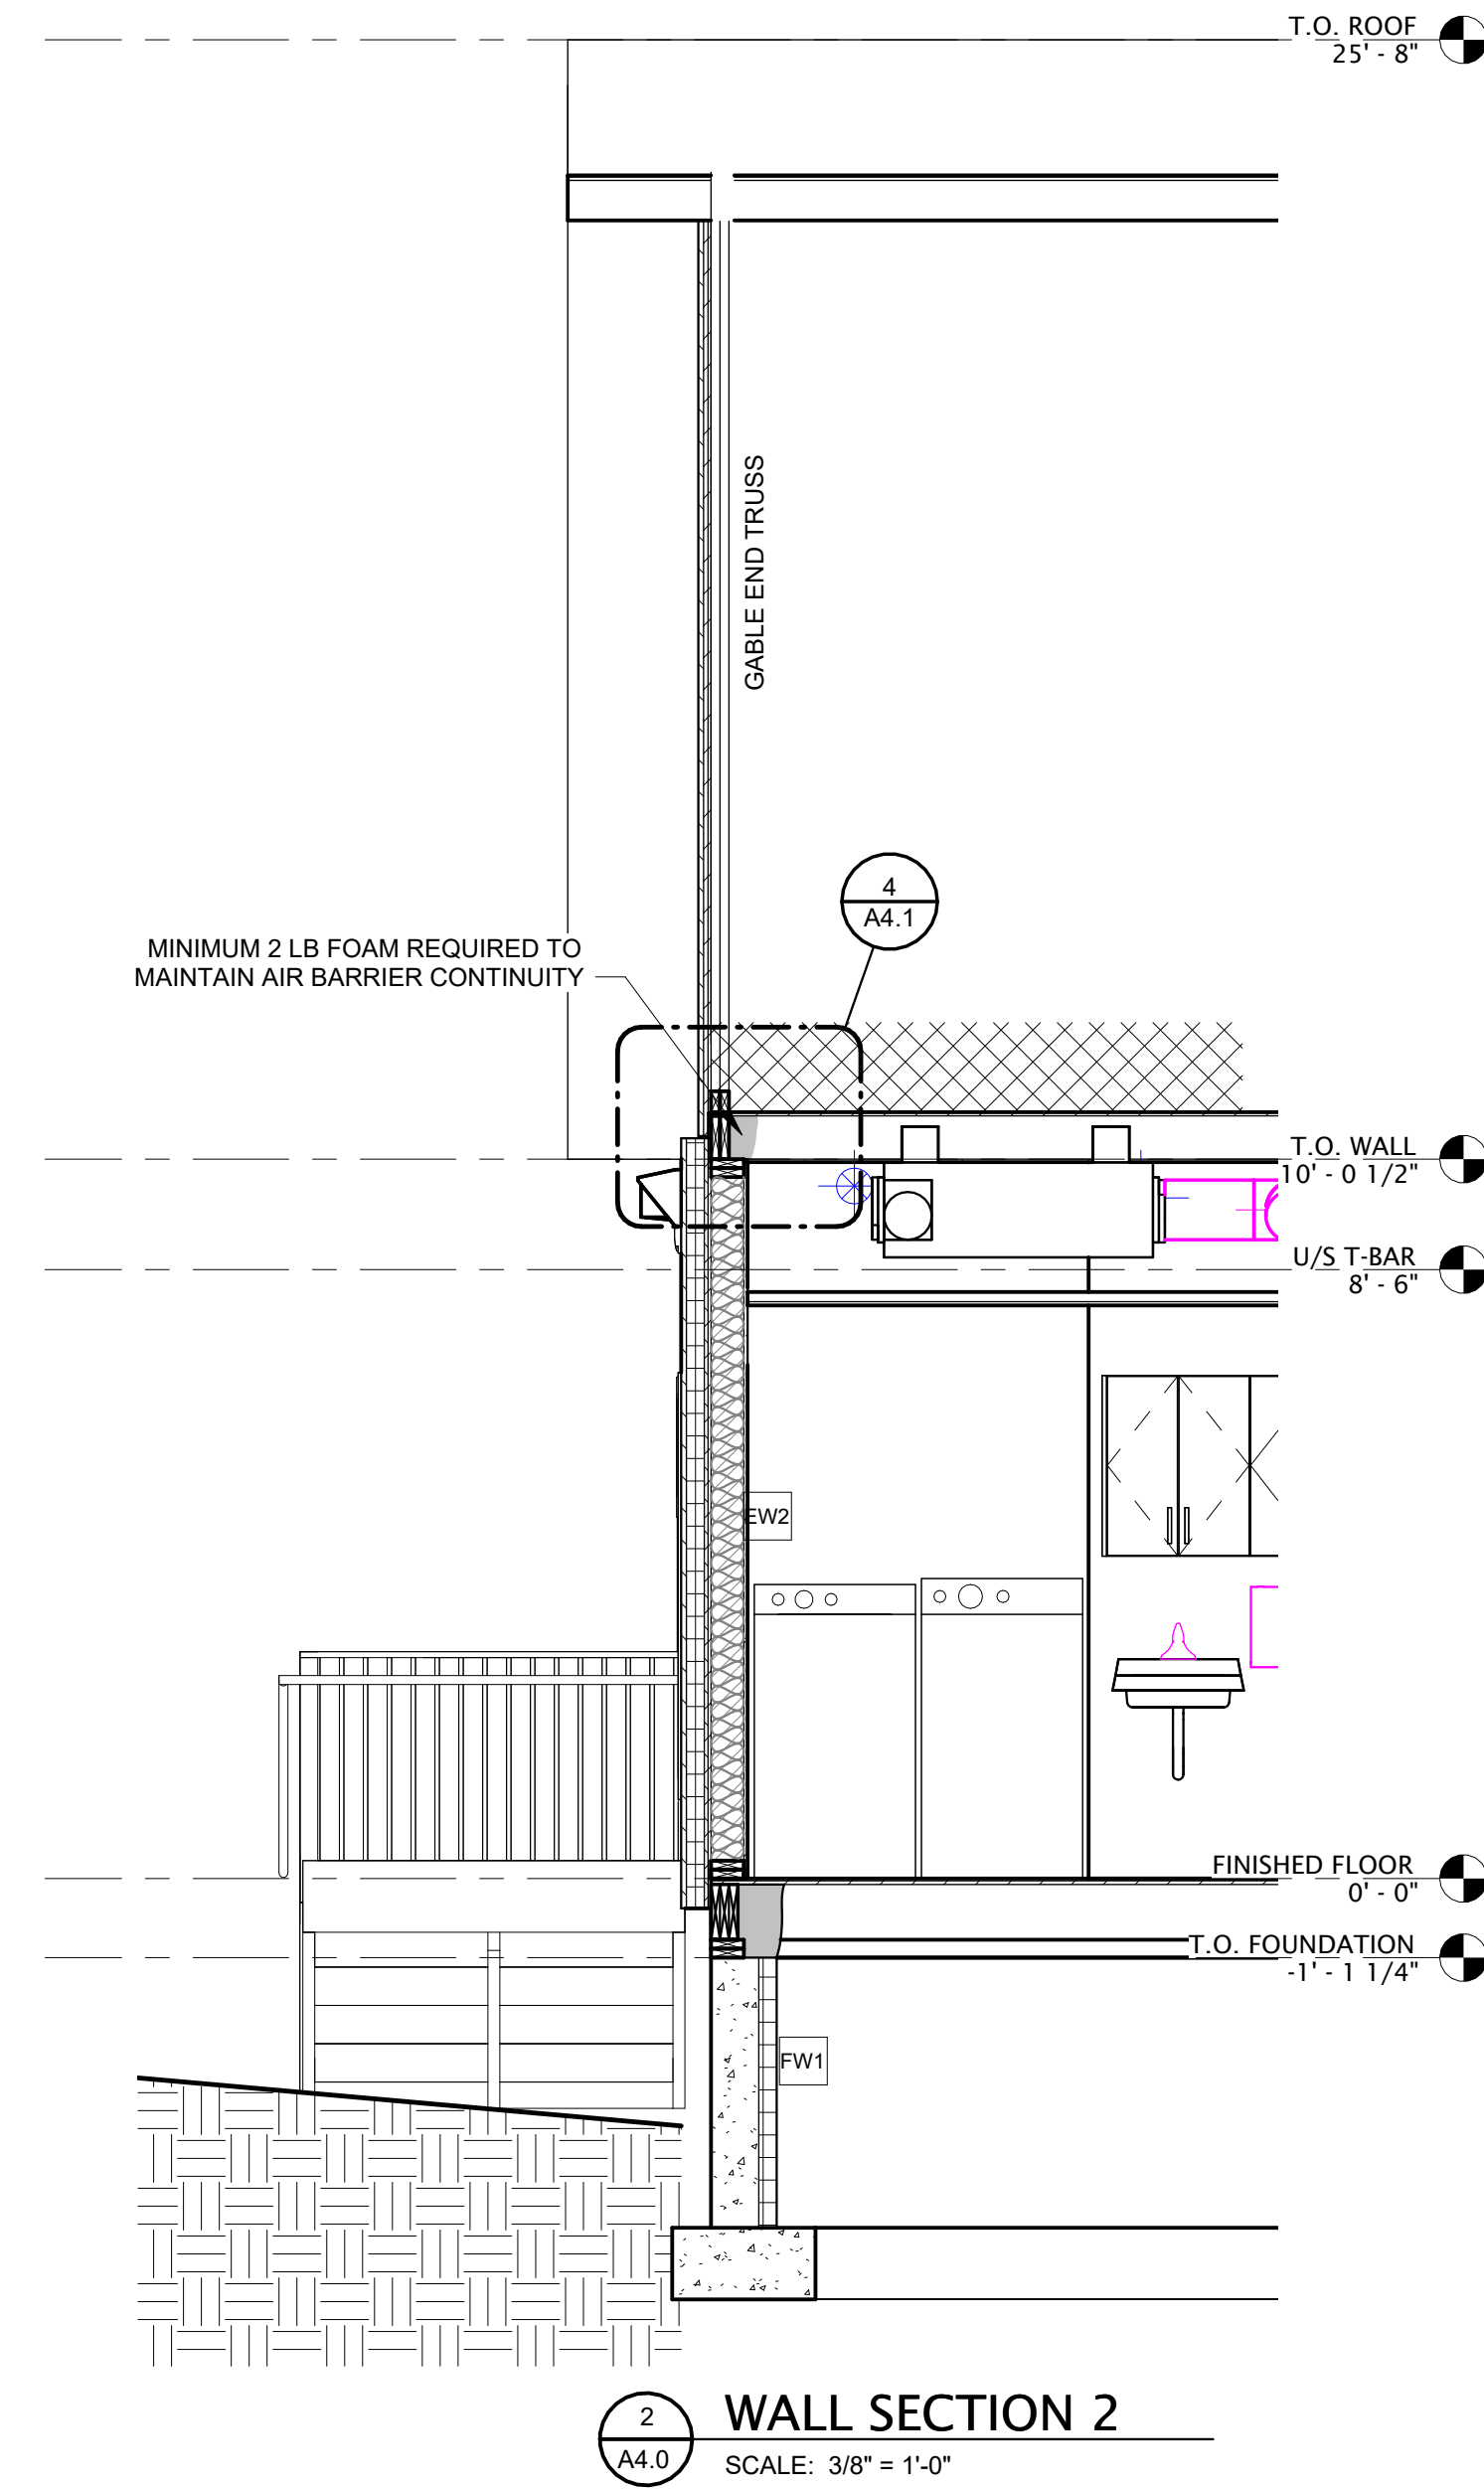 T.O. ROOF
25' - 8"
GABLE END TRUSS
4
A4.1
MINIMUM 2 LB FOAM REQUIRED TO
MAINTAIN AIR BARRIER CONTINUITY
T.O. WALL
10' - 0 1/2"
U/S T-BAR
8' - 6"
EW2
FINISHED FLOOR
0' - 0"
T.O. FOUNDATION
-1' - 1 1/4"
FW1
2
A4.0
WALL SECTION 2
SCALE: 3/8" = 1'-0"